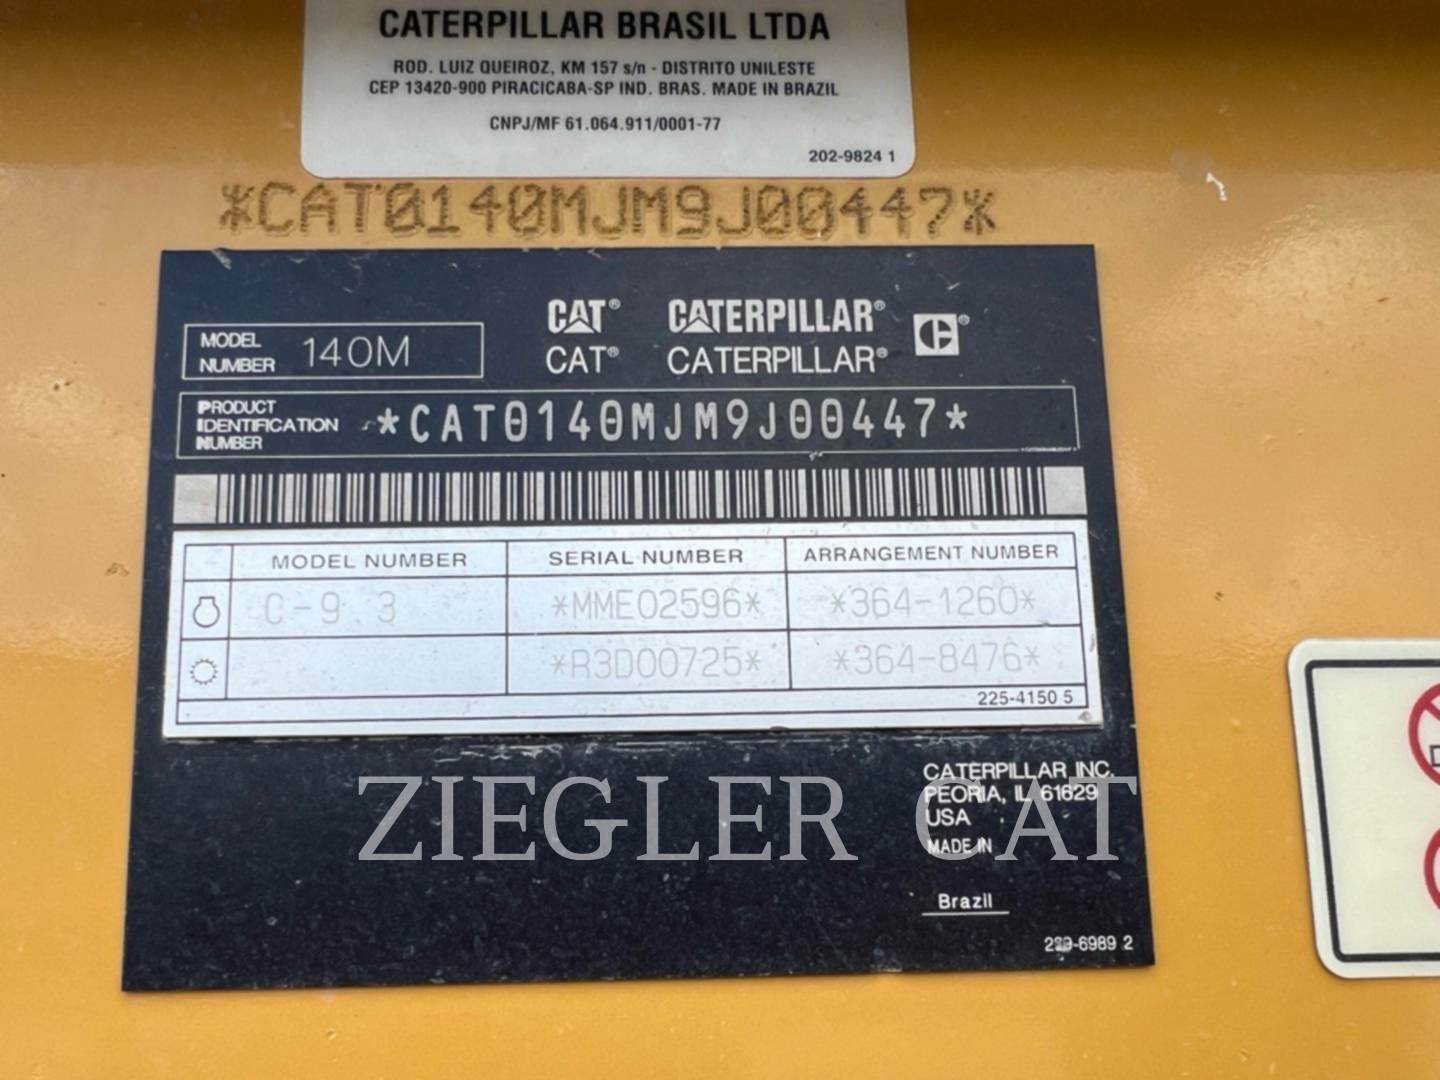 CATERPILLAR BRASIL LTDA
ROD. LUIZ QUEIROZ, KM 157 s/n - DISTRITO UNILESTE
CEP 13420-900 PIRACICABA-SP IND. BRAS. MADE IN BRAZIL
CNPJ/MF 61.064.911/0001-77
202-9824 1
*CAT0140MJM9J00447*
CAT® CATERPILLAR®
CAT® CATERPILLAR®
MODEL NUMBER 140M
PRODUCT IDENTIFICATION NUMBER *CAT0140MJM9J00447*
MODEL NUMBER SERIAL NUMBER ARRANGEMENT NUMBER
C-9 3 *MME02596* *364-1260*
*R3D00725* *364-8476*
225-4150 5
CATERPILLAR INC.
PEORIA, IL 61629
USA
MADE IN
Brazil
ZIEGLER CAT